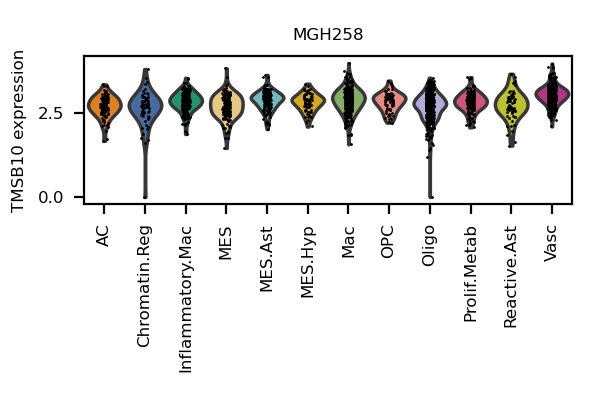 MGH258
TMSB10 expression
2.5
0.0
AC
Chromatin.Reg
Inflammatory.Mac
MES
MES.Ast
MES.Hyp
Mac
OPC
Oligo
Prolif.Metab
Reactive.Ast
Vasc